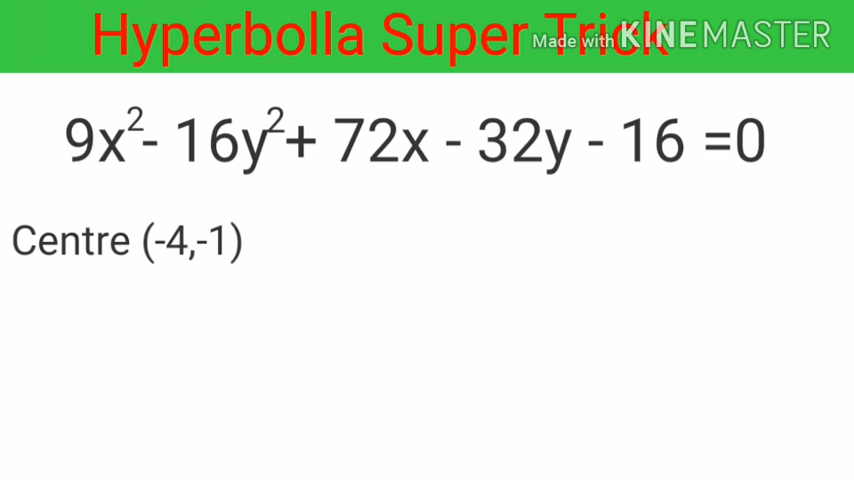 Hyperbolla Super Trick
Made with KINEMASTER
9x²- 16y²+ 72x - 32y - 16 =0
Centre (-4,-1)